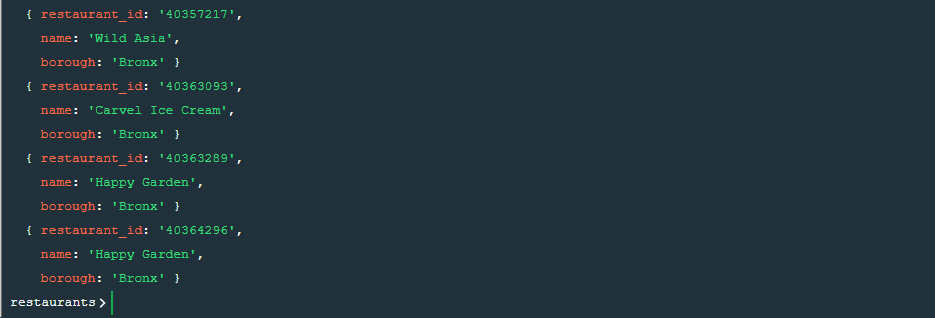 { restaurant_id: '40357217',
name: 'Wild Asia',
borough: 'Bronx' }
{ restaurant_id: '40363093',
name: 'Carvel Ice Cream',
borough: 'Bronx' }
{ restaurant_id: '40363289',
name: 'Happy Garden',
borough: 'Bronx' }
{ restaurant_id: '40364296',
name: 'Happy Garden',
borough: 'Bronx' }
restaurants>